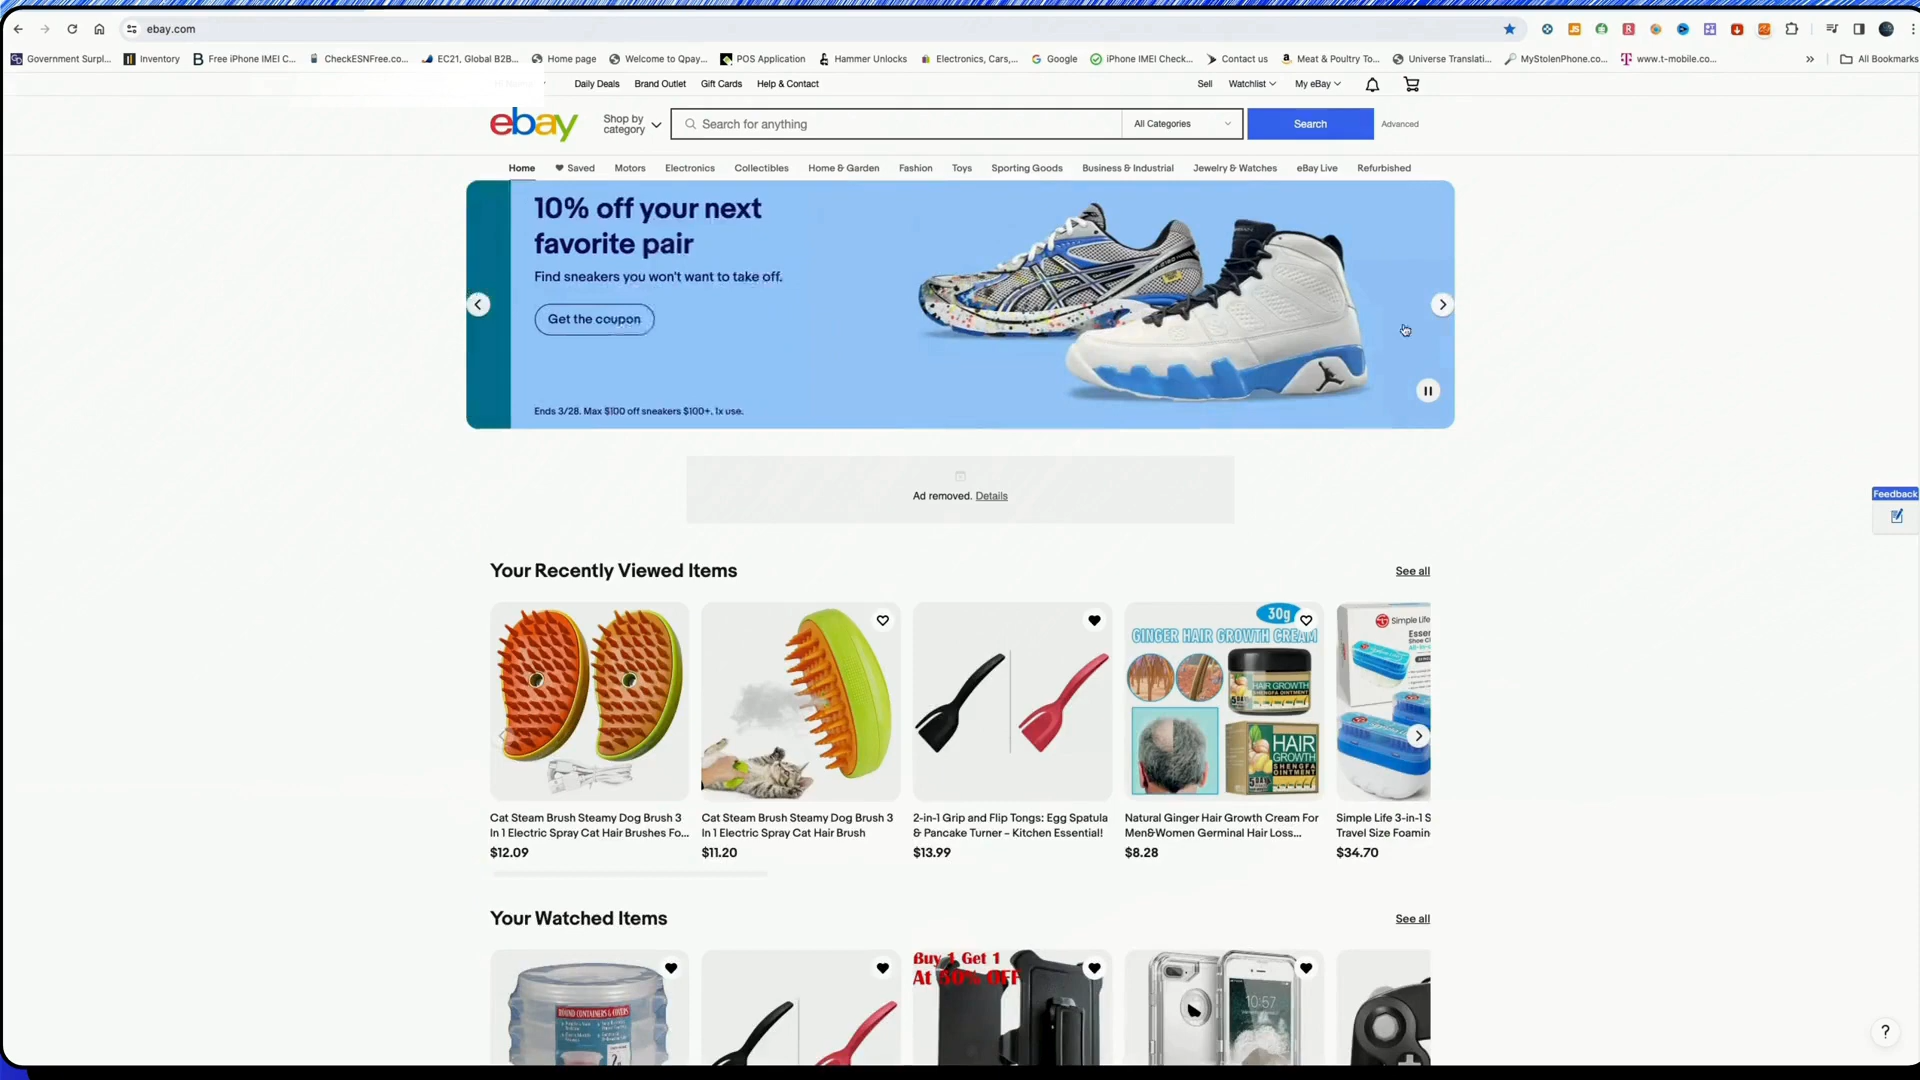 ebay.com
Government Surpl...
Inventory
Free iPhone IMEI C...
CheckESNFree.co...
EC21, Global B2B...
Home page
Welcome to Qpay...
POS Application
Hammer Unlocks
Electronics, Cars,...
Google
iPhone IMEI Check...
Contact us
Meat & Poultry To...
Universe Translati...
MyStolenPhone.co...
www.t-mobile.co...
All Bookmarks
Daily Deals
Brand Outlet
Gift Cards
Help & Contact
Sell
Watchlist
My eBay
ebay
Shop by
category
Search for anything
All Categories
Search
Advanced
Home
Saved
Motors
Electronics
Collectibles
Home & Garden
Fashion
Toys
Sporting Goods
Business & Industrial
Jewelry & Watches
eBay Live
Refurbished
10% off your next
favorite pair
Find sneakers you won't want to take off.
Get the coupon
Ends 3/28. Max $100 off sneakers $100+. 1x use.
Ad removed. Details
Feedback
Your Recently Viewed Items
See all
30g
GINGER HAIR GROWTH CREAM
HAIR GROWTH
SHENGFA
OINTMENT
HAIR
GROWTH
SHENGFA
OINTMENT
Simple Life
Cat Steam Brush Steamy Dog Brush 3
In 1 Electric Spray Cat Hair Brushes Fo...
$12.09
Cat Steam Brush Steamy Dog Brush 3
In 1 Electric Spray Cat Hair Brush
$11.20
2-in-1 Grip and Flip Tongs: Egg Spatula
& Pancake Turner – Kitchen Essential!
$13.99
Natural Ginger Hair Growth Cream For
Men&Women Germinal Hair Loss...
$8.28
Simple Life 3-in-1 S
Travel Size Foamin
$34.70
Your Watched Items
See all
ROUND CONTAINERS & COVERS
Buy 1 Get 1
At 50% OFF
10:57
?